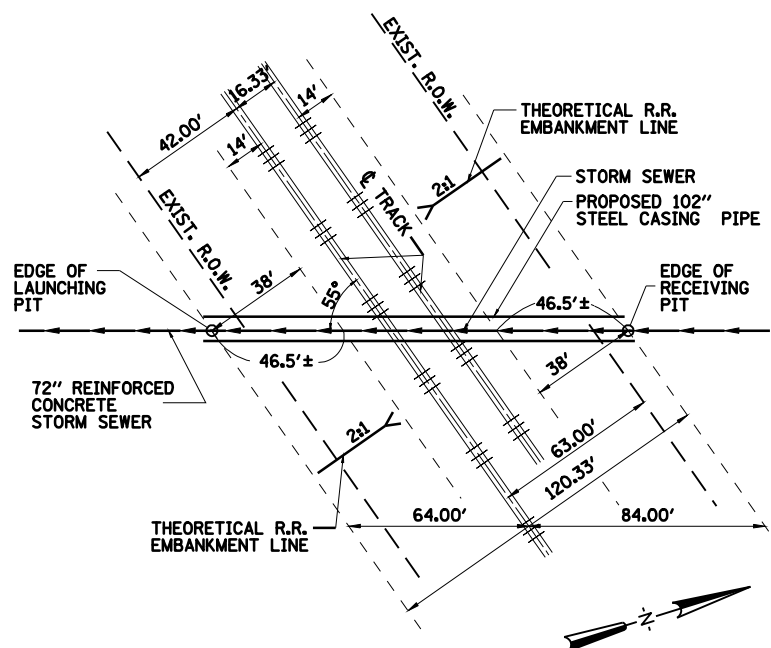 EXIST. R.O.W.
16.33'
14'
42.00'
14'
THEORETICAL R.R.
EMBANKMENT LINE
2:1
℄ TRACK
STORM SEWER
PROPOSED 102"
STEEL CASING PIPE
EXIST. R.O.W.
EDGE OF
LAUNCHING
PIT
38'
55°
46.5'±
EDGE OF
RECEIVING
PIT
46.5'±
38'
72" REINFORCED
CONCRETE
STORM SEWER
2:1
63.00'
120.33'
THEORETICAL R.R.
EMBANKMENT LINE
64.00'
84.00'
N